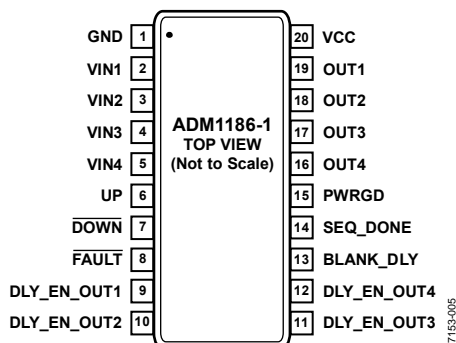 GND 1
VIN1 2
VIN2 3
VIN3 4
VIN4 5
UP 6
DOWN 7
FAULT 8
DLY_EN_OUT1 9
DLY_EN_OUT2 10
ADM1186-1
TOP VIEW
(Not to Scale)
20 VCC
19 OUT1
18 OUT2
17 OUT3
16 OUT4
15 PWRGD
14 SEQ_DONE
13 BLANK_DLY
12 DLY_EN_OUT4
11 DLY_EN_OUT3
7153-005